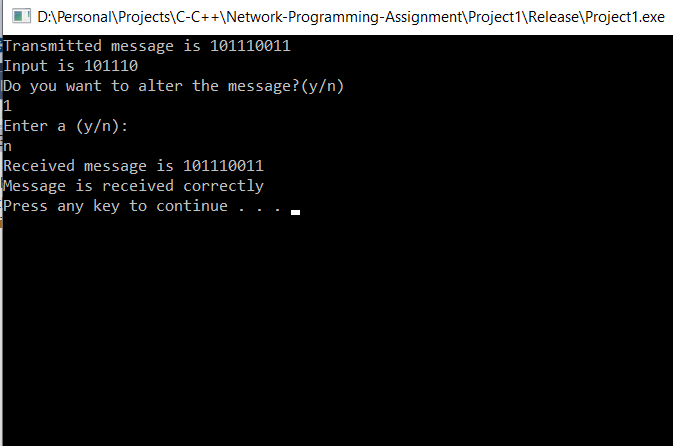 D:\Personal\Projects\C-C++\Network-Programming-Assignment\Project1\Release\Project1.exe
Transmitted message is 101110011
Input is 101110
Do you want to alter the message?(y/n)
1
Enter a (y/n):
n
Received message is 101110011
Message is received correctly
Press any key to continue . . .